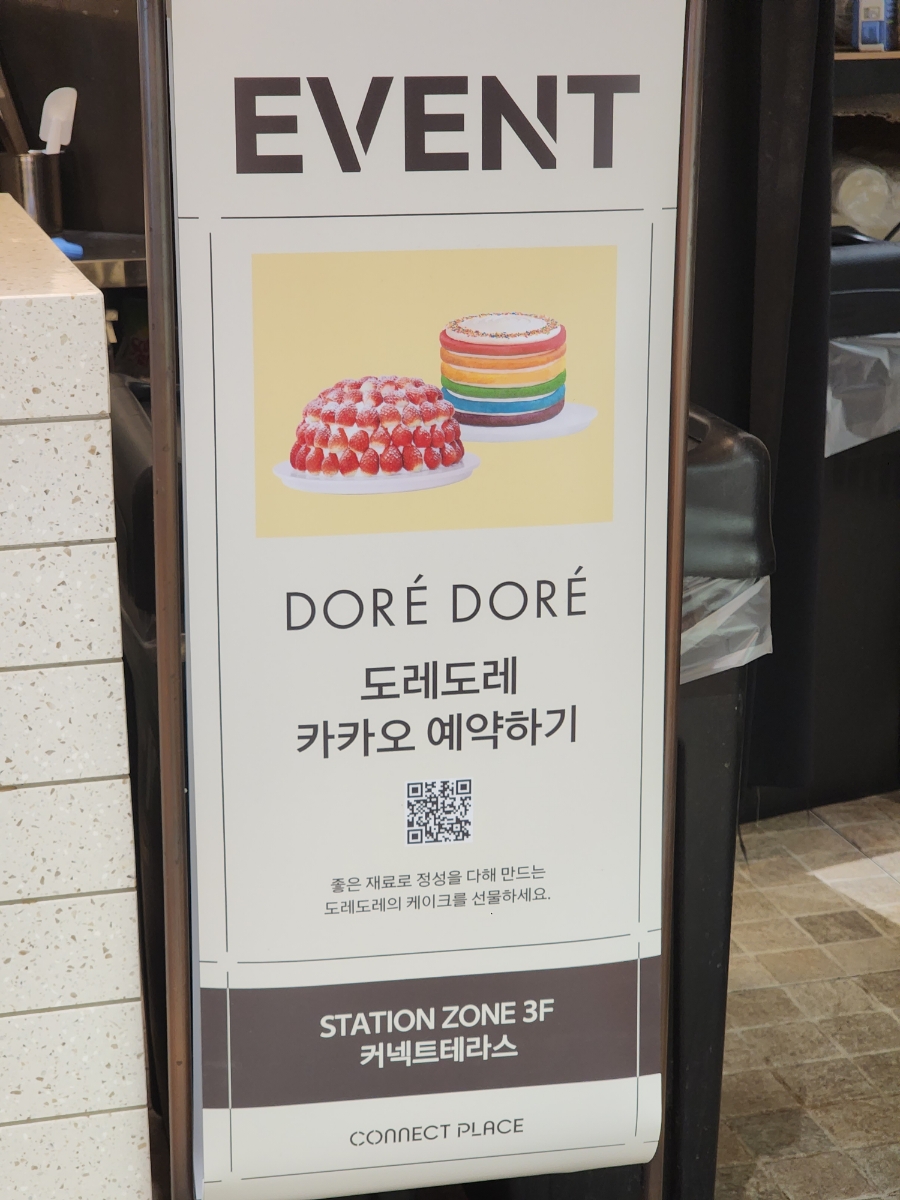 EVENT
DORÉ DORÉ
도레도레
카카오 예약하기
좋은 재료로 정성을 다해 만드는
도레도레의 케이크를 선물하세요.
STATION ZONE 3F
커넥트테라스
CONNECT PLACE